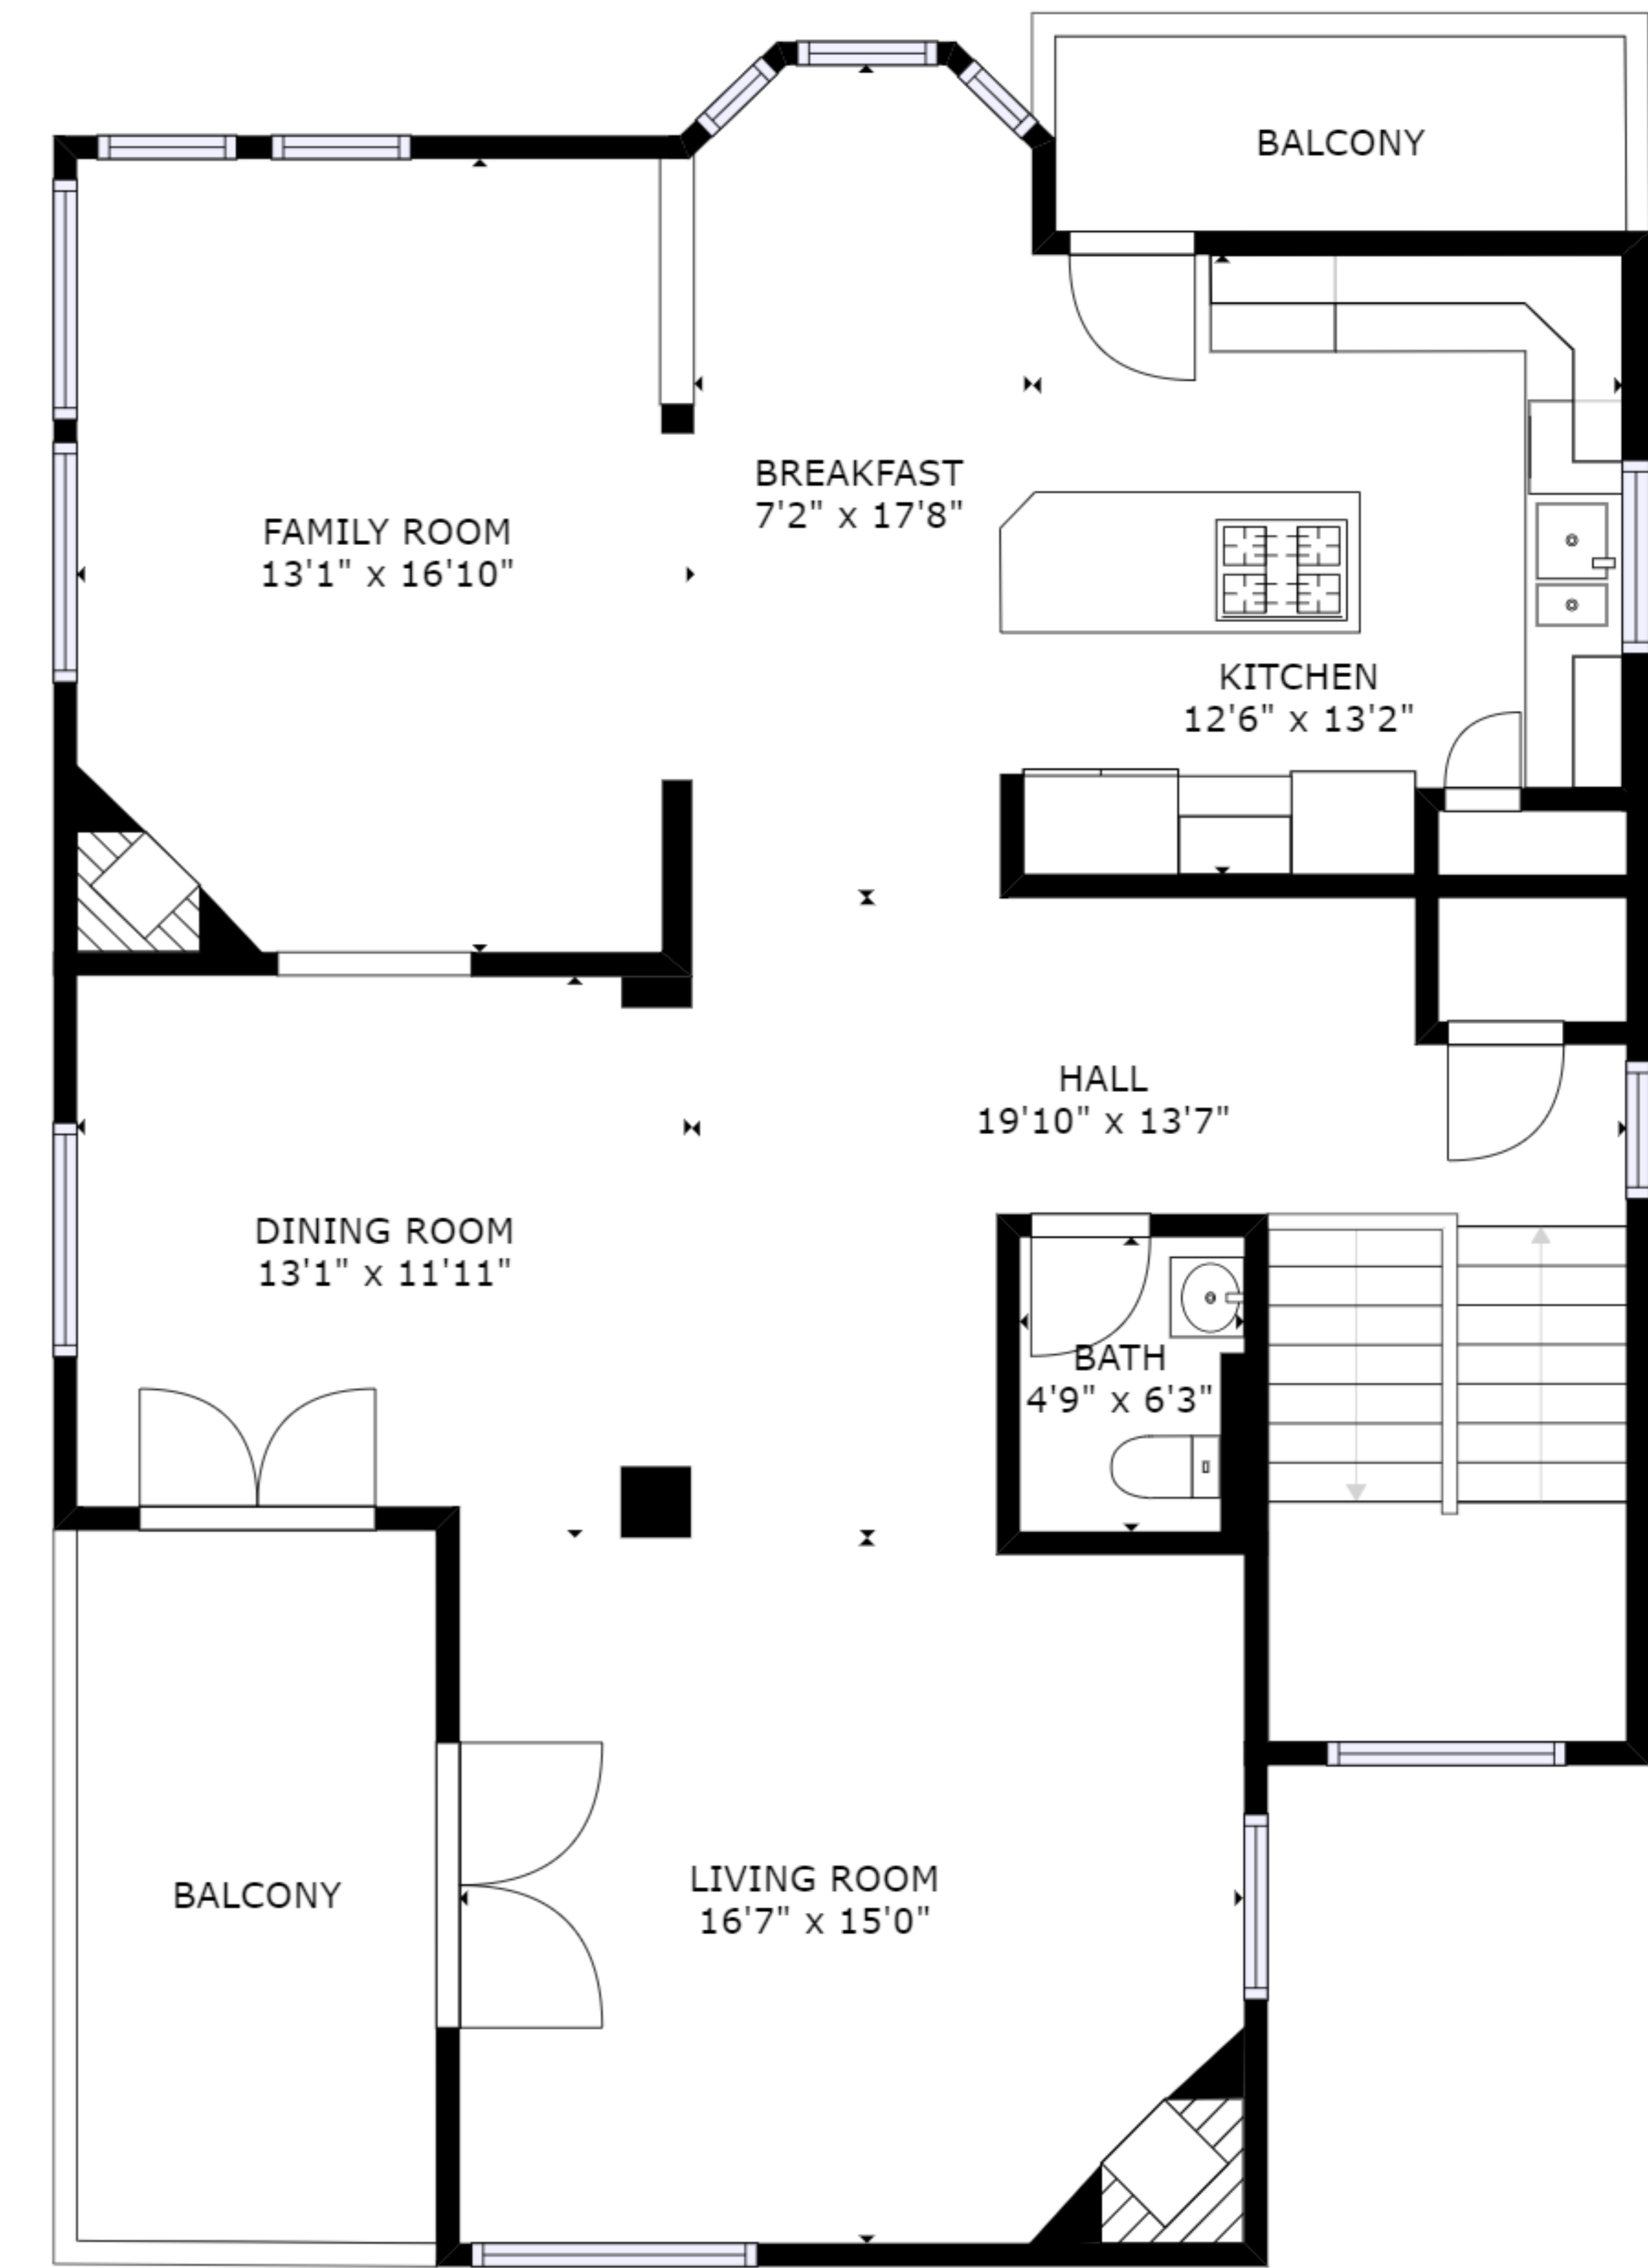 BALCONY
BREAKFAST
7'2" x 17'8"
FAMILY ROOM
13'1" x 16'10"
KITCHEN
12'6" x 13'2"
HALL
19'10" x 13'7"
DINING ROOM
13'1" x 11'11"
BATH
4'9" x 6'3"
LIVING ROOM
16'7" x 15'0"
BALCONY